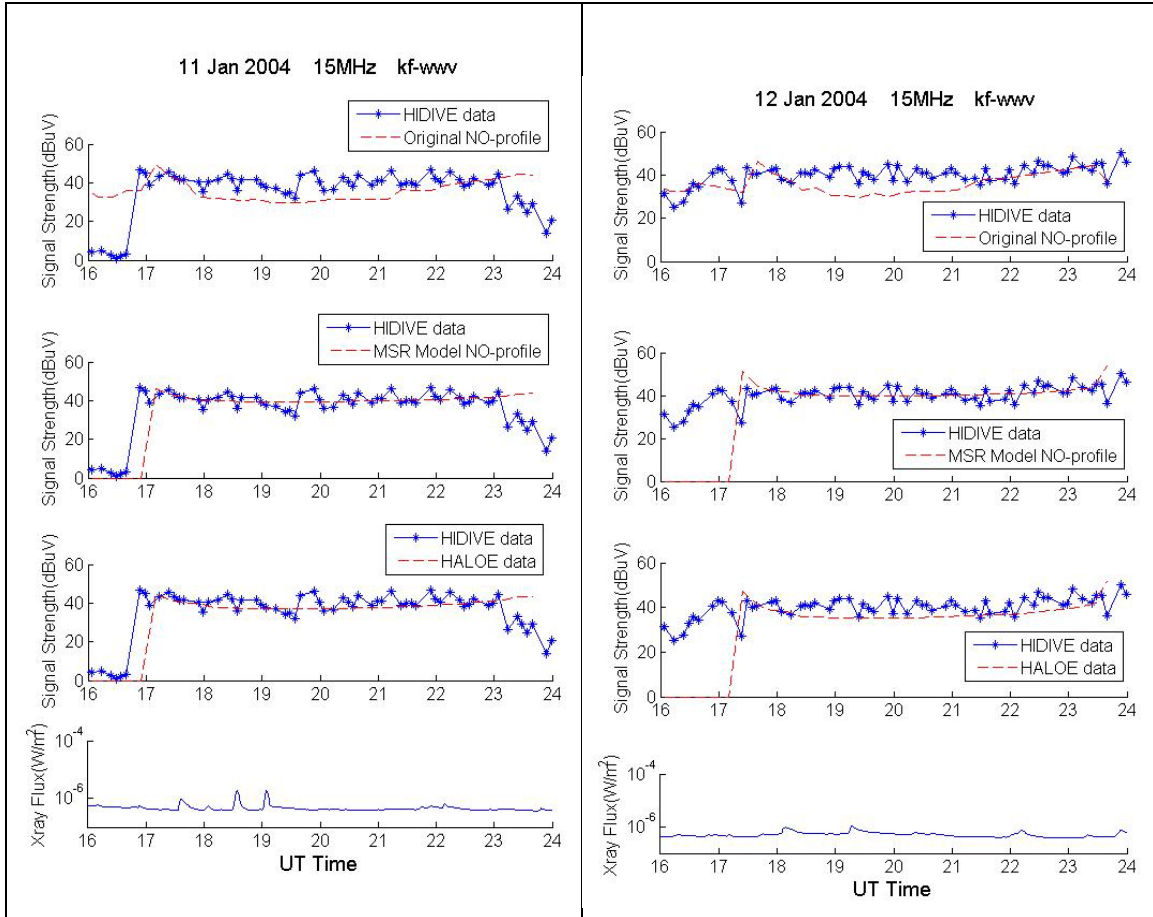 11 Jan 2004 15MHz kf-wwv
HIDIVE data
Original NO-profile
Signal Strength(dBuV)
60
40
20
0
16 17 18 19 20 21 22 23 24
HIDIVE data
MSR Model NO-profile
Signal Strength(dBuV)
60
40
20
0
16 17 18 19 20 21 22 23 24
HIDIVE data
HALOE data
Signal Strength(dBuV)
60
40
20
0
16 17 18 19 20 21 22 23 24
Xray Flux(W/m²)
10⁻⁴
10⁻⁶
16 17 18 19 20 21 22 23 24
UT Time
12 Jan 2004 15MHz kf-wwv
HIDIVE data
Original NO-profile
Signal Strength(dBuV)
60
40
20
0
16 17 18 19 20 21 22 23 24
HIDIVE data
MSR Model NO-profile
Signal Strength(dBuV)
60
40
20
0
16 17 18 19 20 21 22 23 24
HIDIVE data
HALOE data
Signal Strength(dBuV)
60
40
20
0
16 17 18 19 20 21 22 23 24
Xray Flux(W/m²)
10⁻⁴
10⁻⁶
16 17 18 19 20 21 22 23 24
UT Time